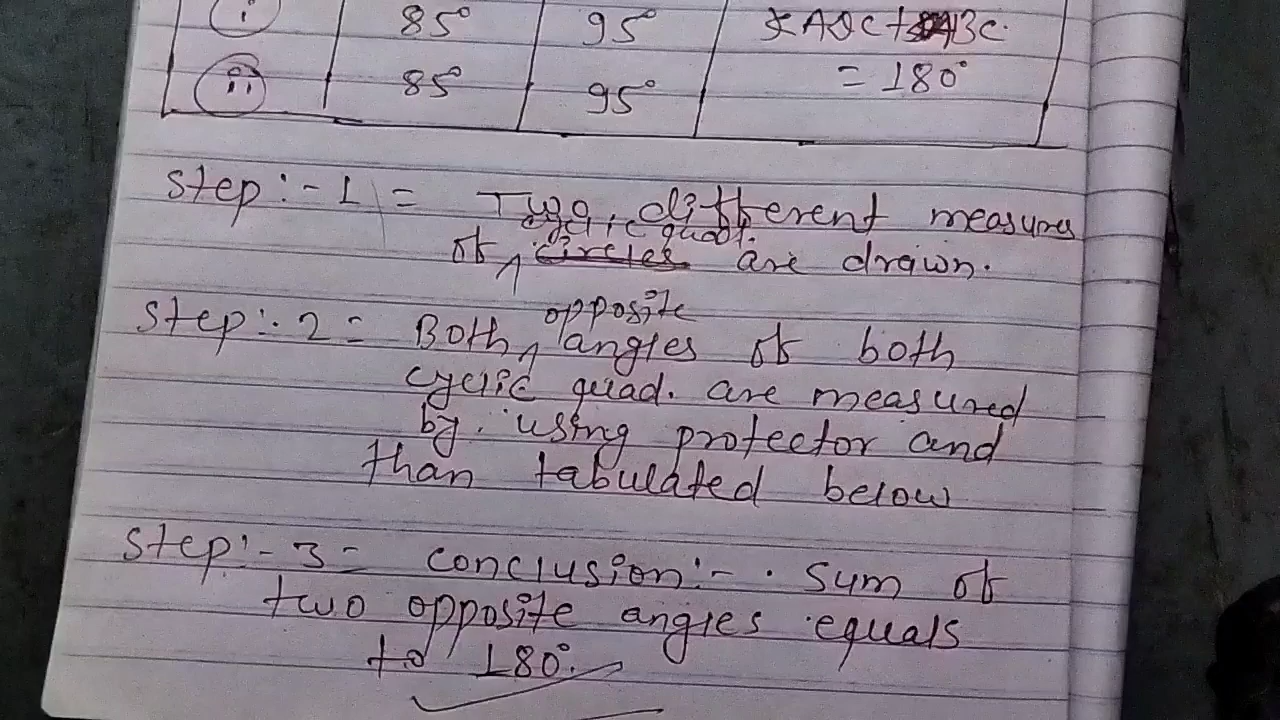 i 85° 95° ∠ADC + ABC.
ii 85° 95° = 180°
Step:-1 = Two, different measures
cyclic quad.
of circles are drawn.
opposite
Step:-2 = Both angles of both
cyclic quad. are measured
by. using protector and
than tabulated below
Step:-3 = conclusion:- . Sum of
two opposite angles equals
to 180°.